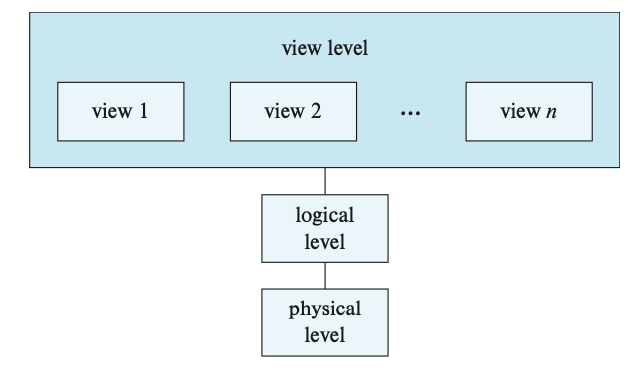 view level
view 1
view 2
...
view n
logical
level
physical
level